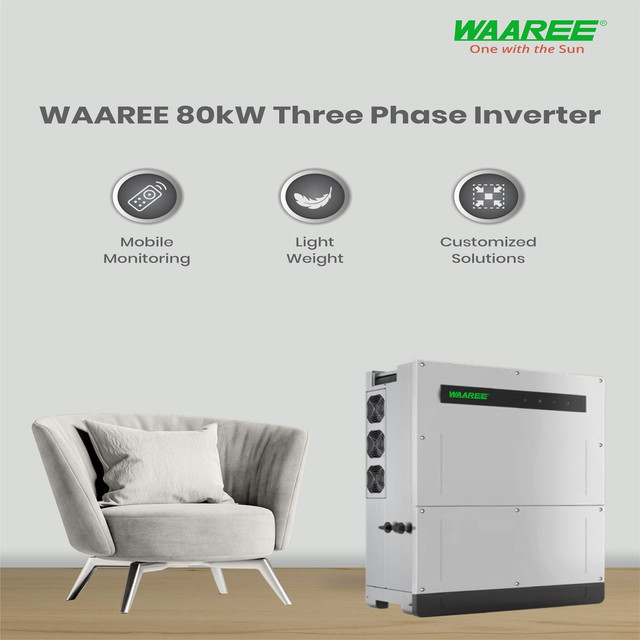 WAAREE®
One with the Sun
WAAREE 80kW Three Phase Inverter
Mobile
Monitoring
Light
Weight
Customized
Solutions
WAAREE